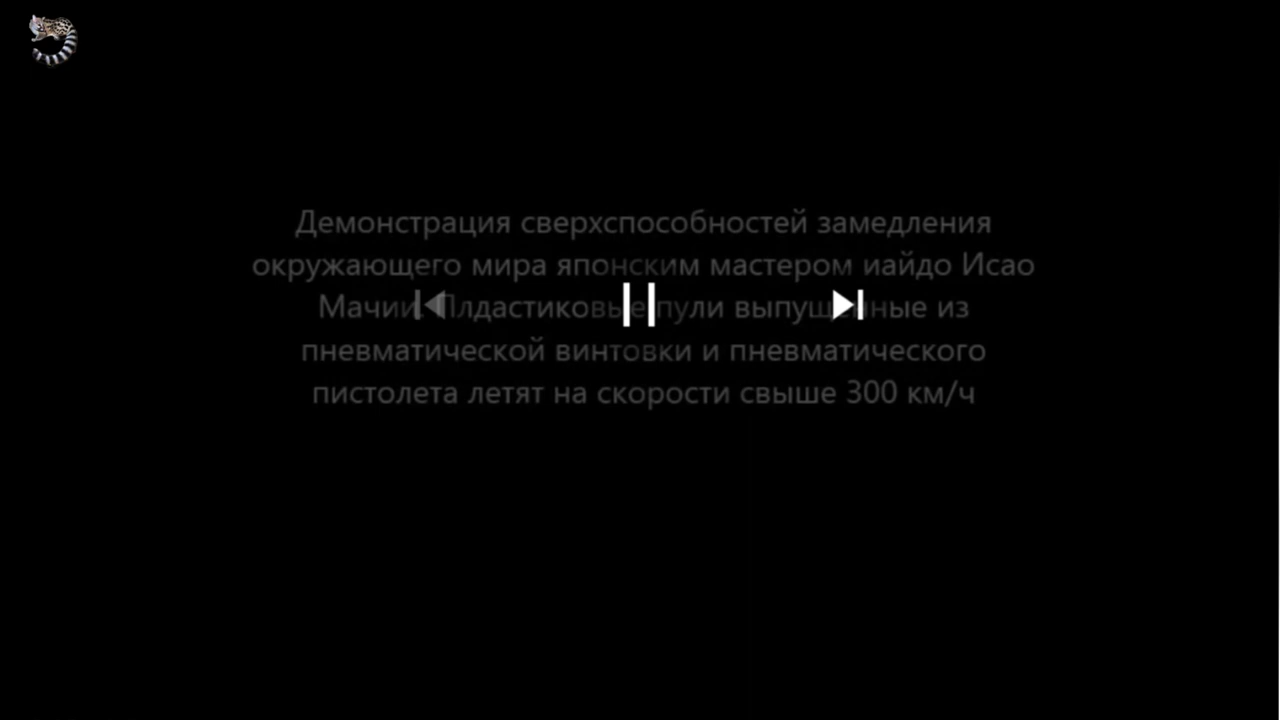 Демонстрация сверхспособностей замедления
окружающего мира японским мастером иайдо Исао
Мачии. Плдастиковые пули выпущенные из
пневматической винтовки и пневматического
пистолета летят на скорости свыше 300 км/ч